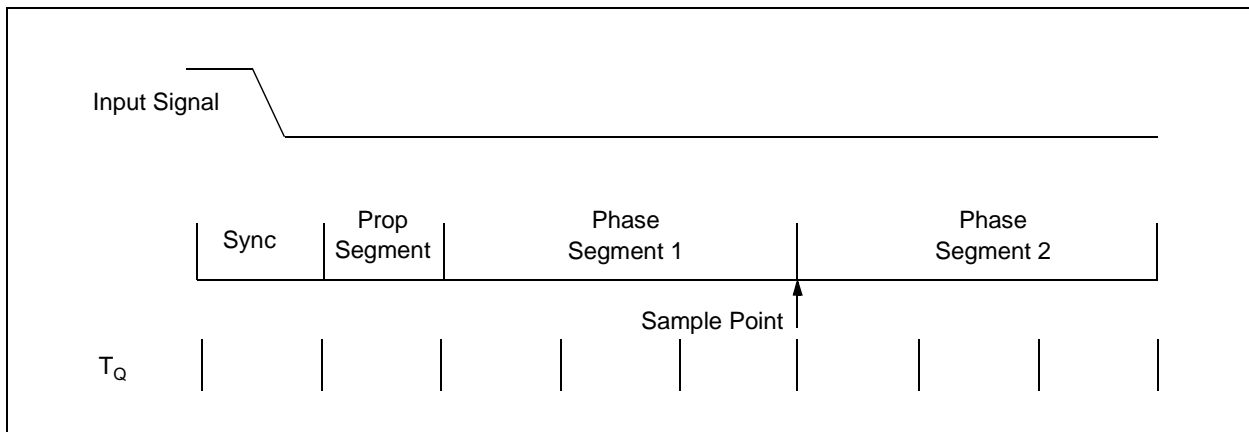 Input Signal
Sync
Prop
Segment
Phase
Segment 1
Phase
Segment 2
Sample Point
TQ